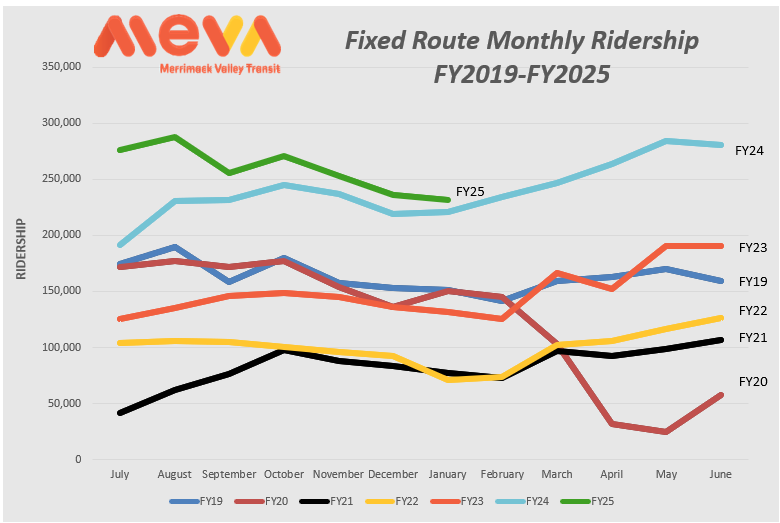 MEVA
Merrimack Valley Transit
Fixed Route Monthly Ridership
FY2019-FY2025
RIDERSHIP
350,000
300,000
250,000
200,000
150,000
100,000
50,000
0
FY24
FY25
FY23
FY19
FY22
FY21
FY20
July August September October November December January February March April May June
FY19 FY20 FY21 FY22 FY23 FY24 FY25